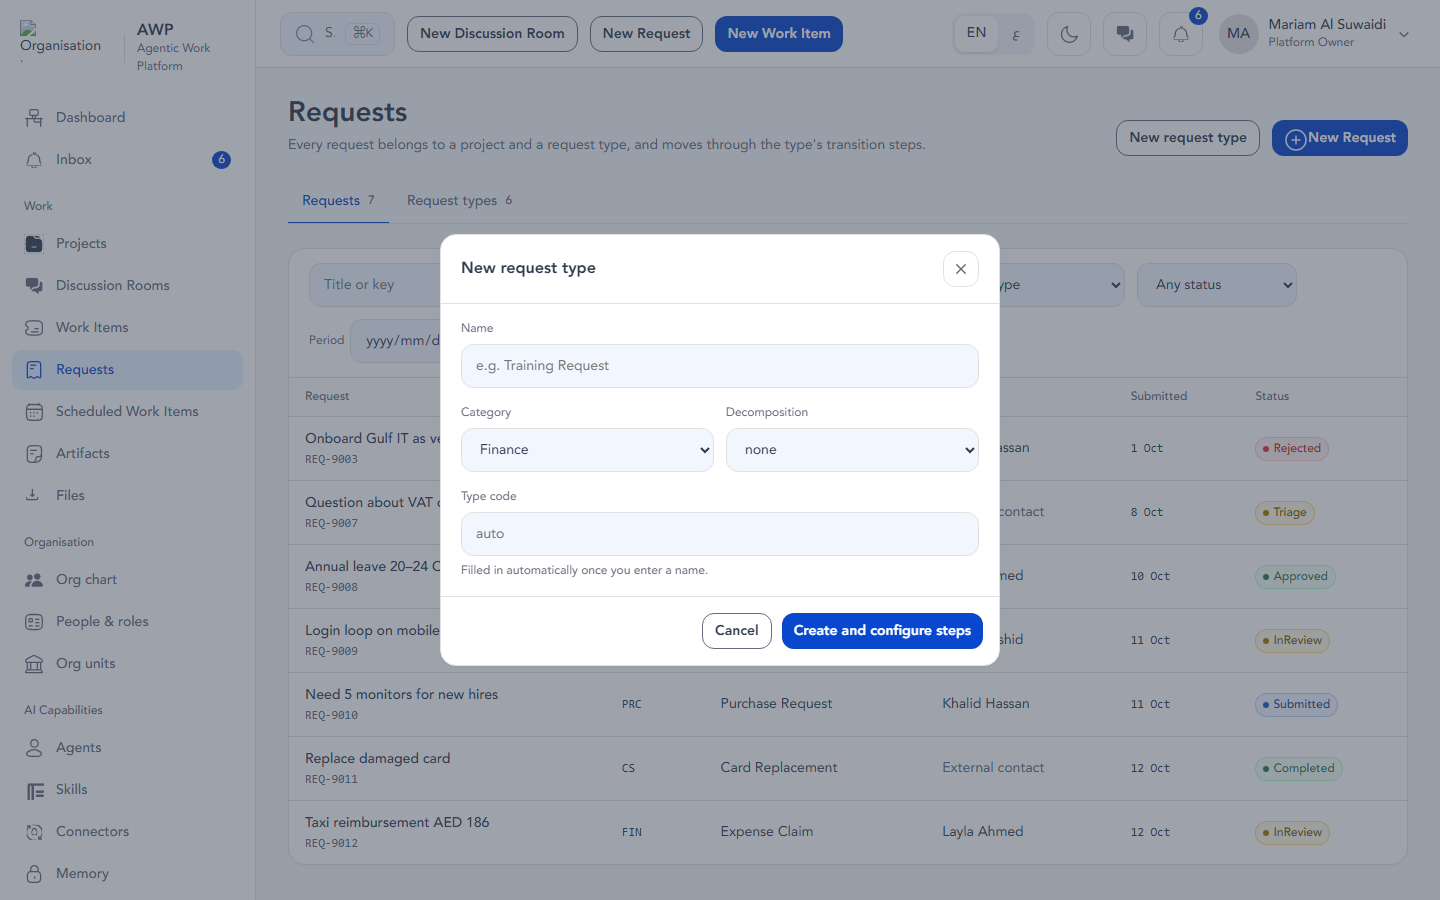 Organisation
AWP
Agentic Work
Platform
S
⌘K
New Discussion Room
New Request
New Work Item
EN
ع
6
MA
Mariam Al Suwaidi
Platform Owner
Dashboard
Inbox
6
Work
Projects
Discussion Rooms
Work Items
Requests
Scheduled Work Items
Artifacts
Files
Organisation
Org chart
People & roles
Org units
AI Capabilities
Agents
Skills
Connectors
Memory
Requests
Every request belongs to a project and a request type, and moves through the type's transition steps.
New request type
New Request
Requests 7
Request types 6
Title or key
Any status
Period
yyyy/mm/d
Request
Submitted
Status
Onboard Gulf IT as
REQ-9003
1 Oct
Rejected
Question about VAT
REQ-9007
contact
8 Oct
Triage
Annual leave 20–24
REQ-9008
10 Oct
Approved
Login loop on mobile
REQ-9009
11 Oct
InReview
Need 5 monitors for new hires
REQ-9010
PRC
Purchase Request
Khalid Hassan
11 Oct
Submitted
Replace damaged card
REQ-9011
CS
Card Replacement
External contact
12 Oct
Completed
Taxi reimbursement AED 186
REQ-9012
FIN
Expense Claim
Layla Ahmed
12 Oct
InReview
New request type
Name
e.g. Training Request
Category
Decomposition
Finance
none
Type code
auto
Filled in automatically once you enter a name.
Cancel
Create and configure steps